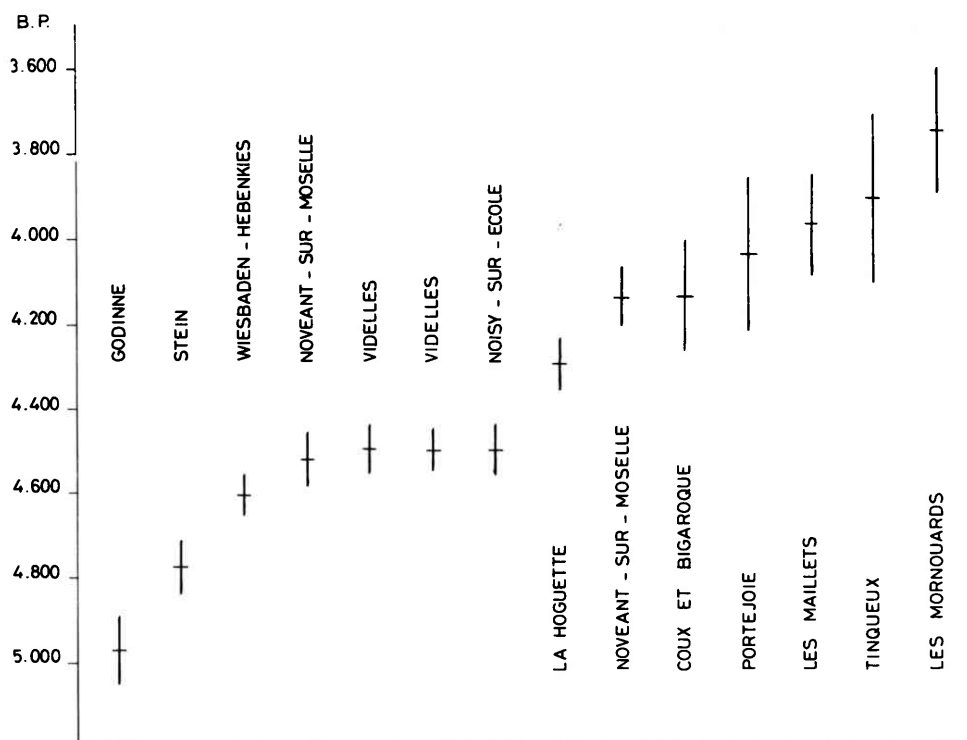 B.P.
3.600
3.800
4.000
4.200
4.400
4.600
4.800
5.000
GODINNE
STEIN
WIESBADEN - HEBENKIES
NOVEANT - SUR - MOSELLE
VIDELLES
VIDELLES
NOISY - SUR - ECOLE
LA HOGUETTE
NOVEANT - SUR - MOSELLE
COUX ET BIGAROQUE
PORTEJOIE
LES MAILLETS
TINQUEUX
LES MORNOUARDS